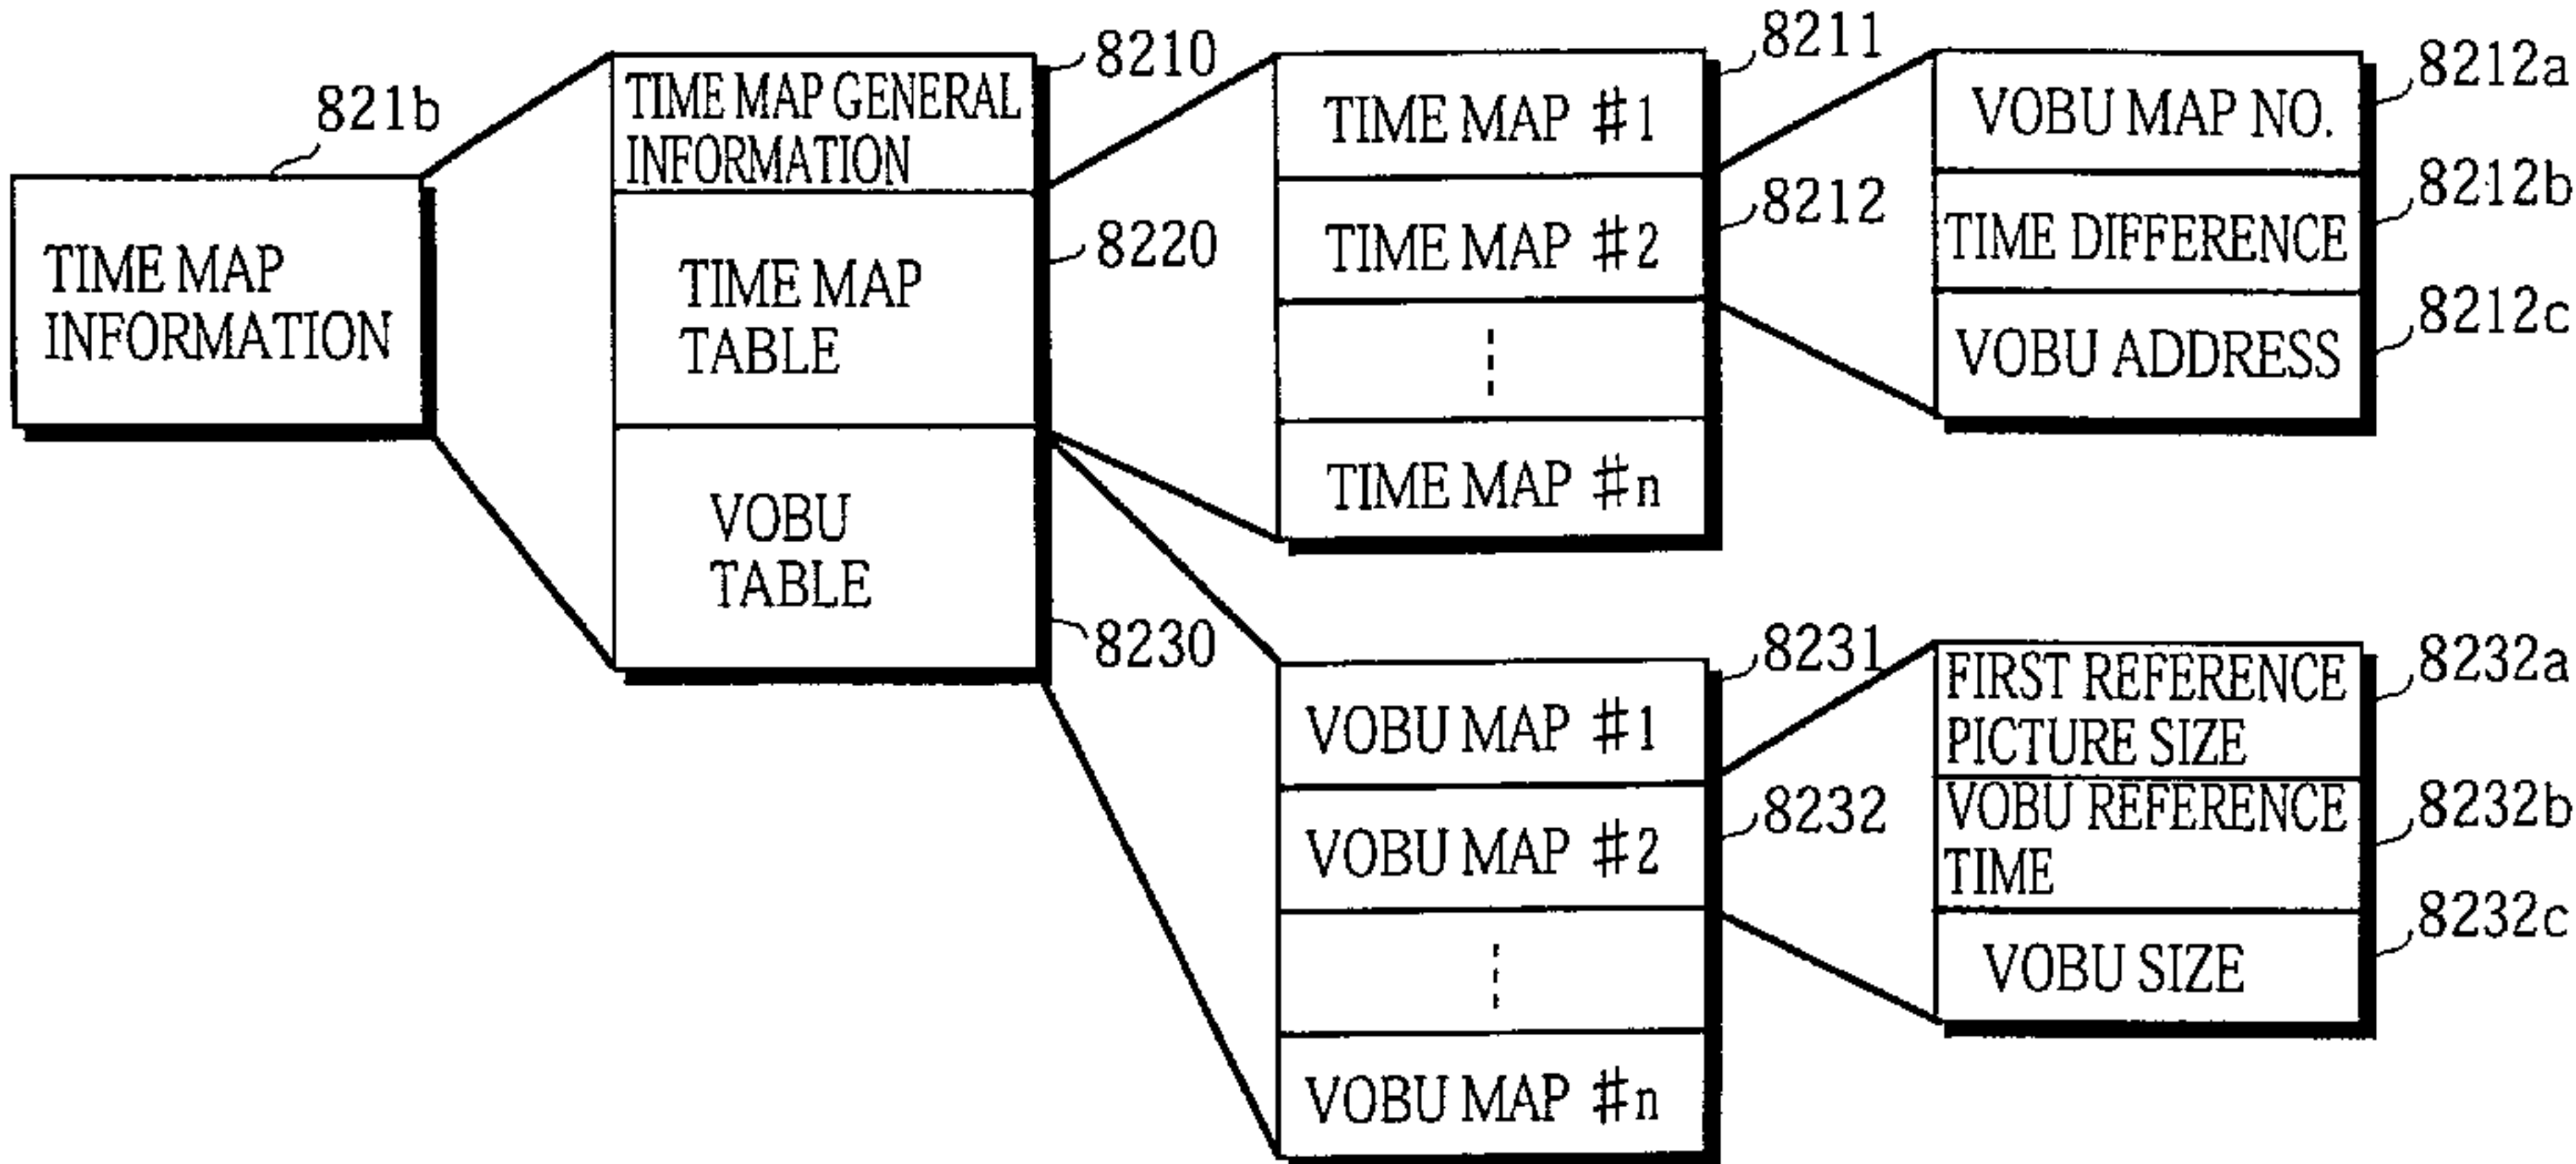 821b
TIME MAP
INFORMATION
8210
TIME MAP GENERAL
INFORMATION
8220
TIME MAP
TABLE
8230
VOBU
TABLE
8211
TIME MAP #1
8212
TIME MAP #2
TIME MAP #n
8212a
VOBU MAP NO.
8212b
TIME DIFFERENCE
8212c
VOBU ADDRESS
8231
VOBU MAP #1
8232
VOBU MAP #2
VOBU MAP #n
8232a
FIRST REFERENCE
PICTURE SIZE
8232b
VOBU REFERENCE
TIME
8232c
VOBU SIZE